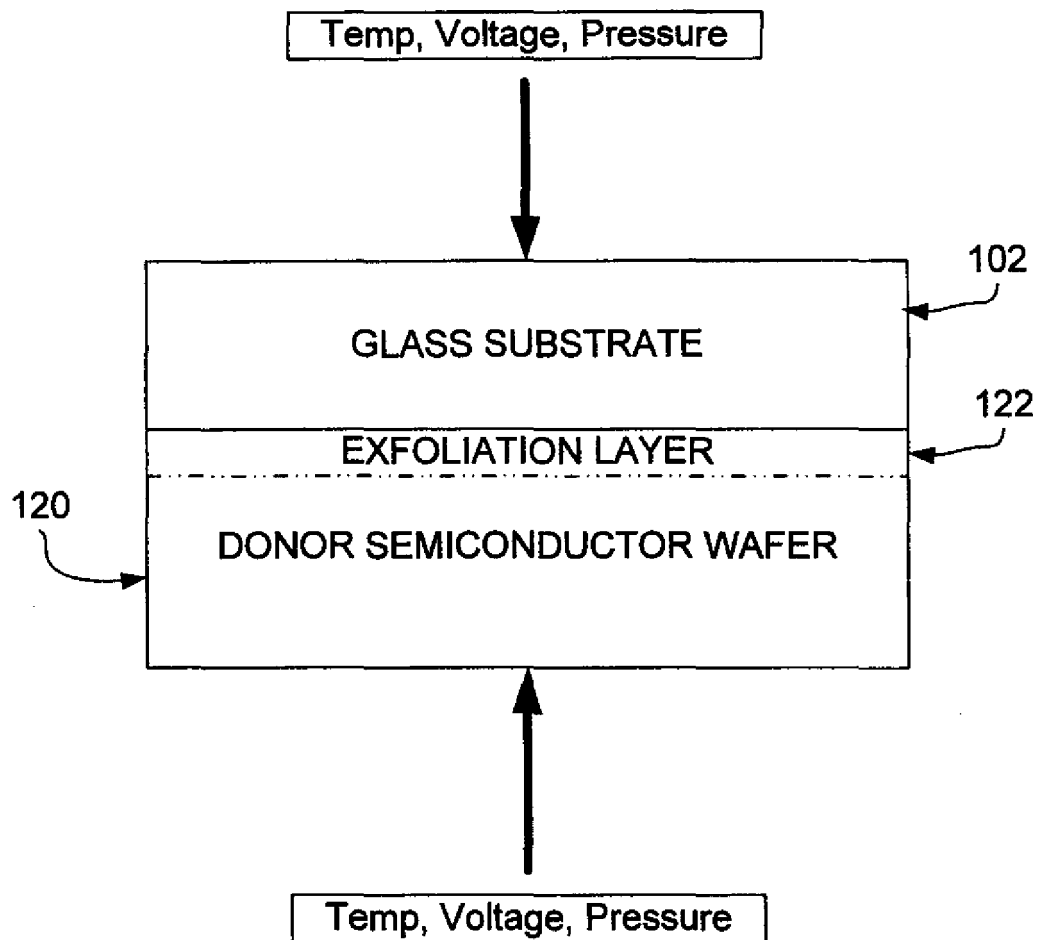 Temp, Voltage, Pressure
102
GLASS SUBSTRATE
122
EXFOLIATION LAYER
120
DONOR SEMICONDUCTOR WAFER
Temp, Voltage, Pressure